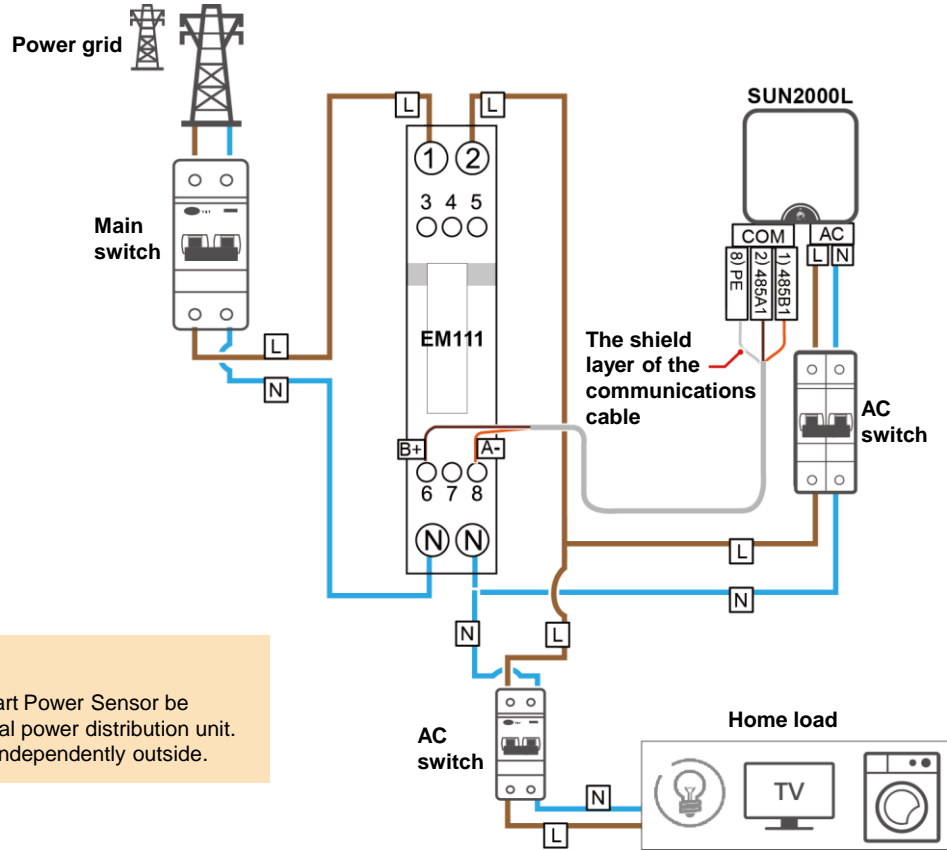 Power grid
L
L
SUN2000L
1
2
3 4 5
Main
switch
COM
AC
L N
8) PE
2) 485A1
1) 485B1
EM111
The shield
layer of the
communications
cable
L
N
AC
switch
B+
A-
6 7 8
N N
L
N
N
L
art Power Sensor be
al power distribution unit.
ndependently outside.
AC
switch
Home load
TV
N
L